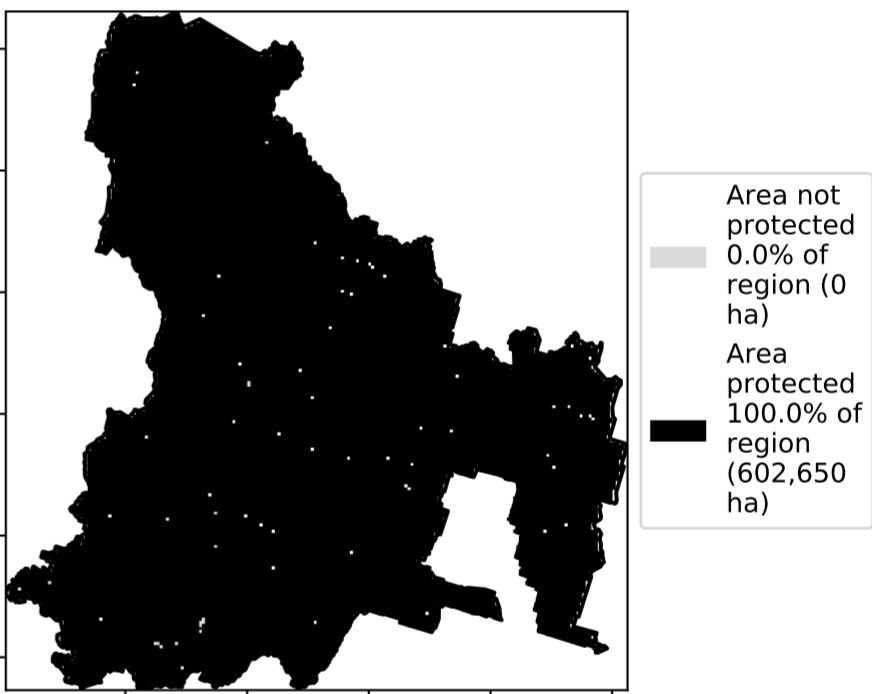 Area not
protected
0.0% of
region (0
ha)
Area
protected
100.0% of
region
(602,650
ha)